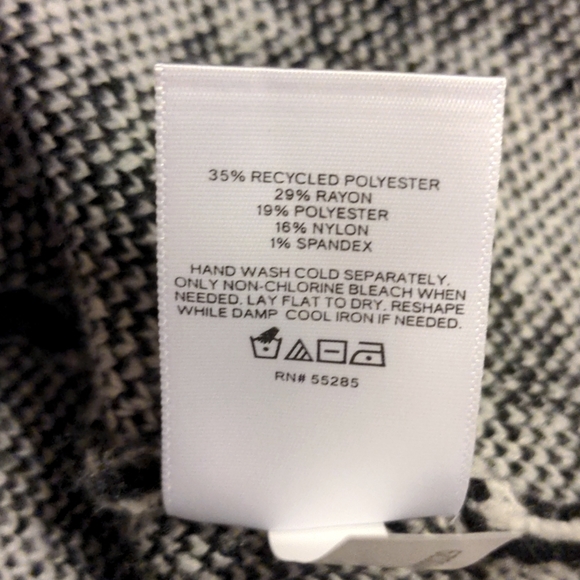 35% RECYCLED POLYESTER
29% RAYON
19% POLYESTER
16% NYLON
1% SPANDEX
HAND WASH COLD SEPARATELY.
ONLY NON-CHLORINE BLEACH WHEN
NEEDED. LAY FLAT TO DRY. RESHAPE
WHILE DAMP COOL IRON IF NEEDED.
RN# 55285